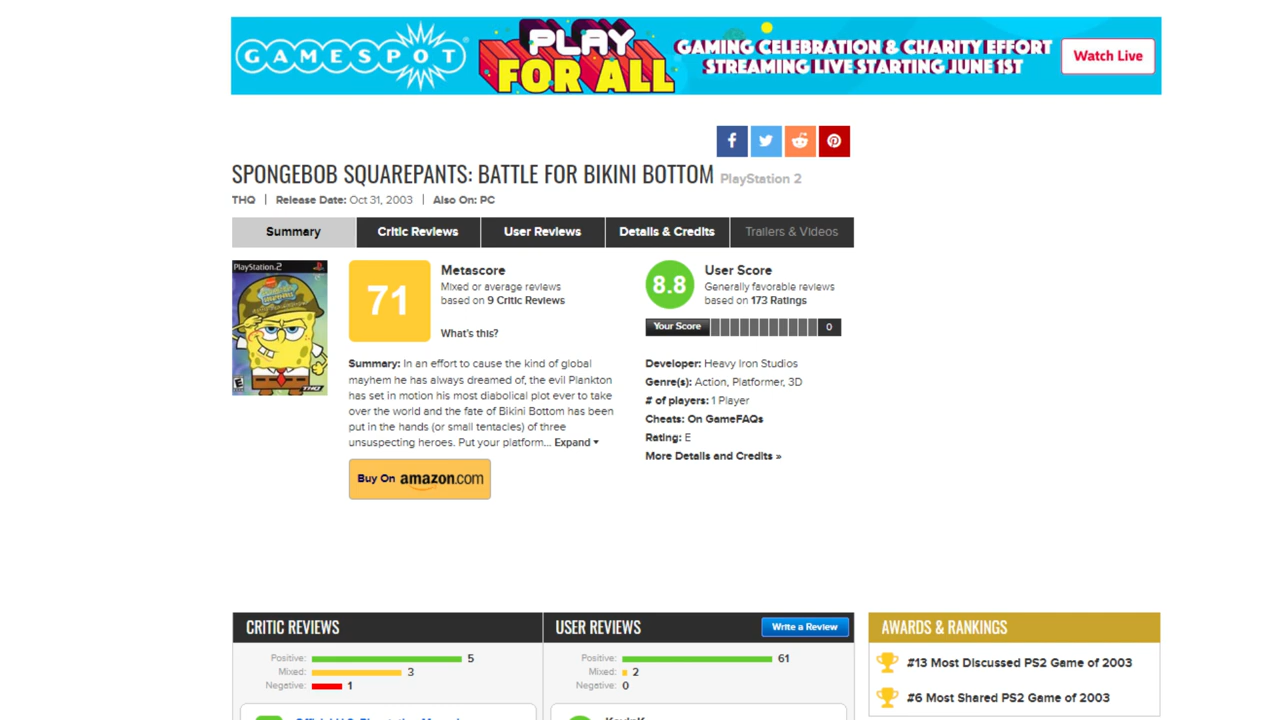 GAMESPOT
PLAY
FOR ALL
GAMING CELEBRATION & CHARITY EFFORT
STREAMING LIVE STARTING JUNE 1ST
Watch Live
SPONGEBOB SQUAREPANTS: BATTLE FOR BIKINI BOTTOM PlayStation 2
THQ | Release Date: Oct 31, 2003 | Also On: PC
Summary
Critic Reviews
User Reviews
Details & Credits
Trailers & Videos
PlayStation 2
THQ
71
Metascore
Mixed or average reviews
based on 9 Critic Reviews
What's this?
Summary: In an effort to cause the kind of global
mayhem he has always dreamed of, the evil Plankton
has set in motion his most diabolical plot ever to take
over the world and the fate of Bikini Bottom has been
put in the hands (or small tentacles) of three
unsuspecting heroes. Put your platform... Expand
Buy On amazon.com
8.8
User Score
Generally favorable reviews
based on 173 Ratings
Your Score
0
Developer: Heavy Iron Studios
Genre(s): Action, Platformer, 3D
# of players: 1 Player
Cheats: On GameFAQs
Rating: E
More Details and Credits »
CRITIC REVIEWS
Positive: 5
Mixed: 3
Negative: 1
USER REVIEWS
Write a Review
Positive: 61
Mixed: 2
Negative: 0
AWARDS & RANKINGS
#13 Most Discussed PS2 Game of 2003
#6 Most Shared PS2 Game of 2003